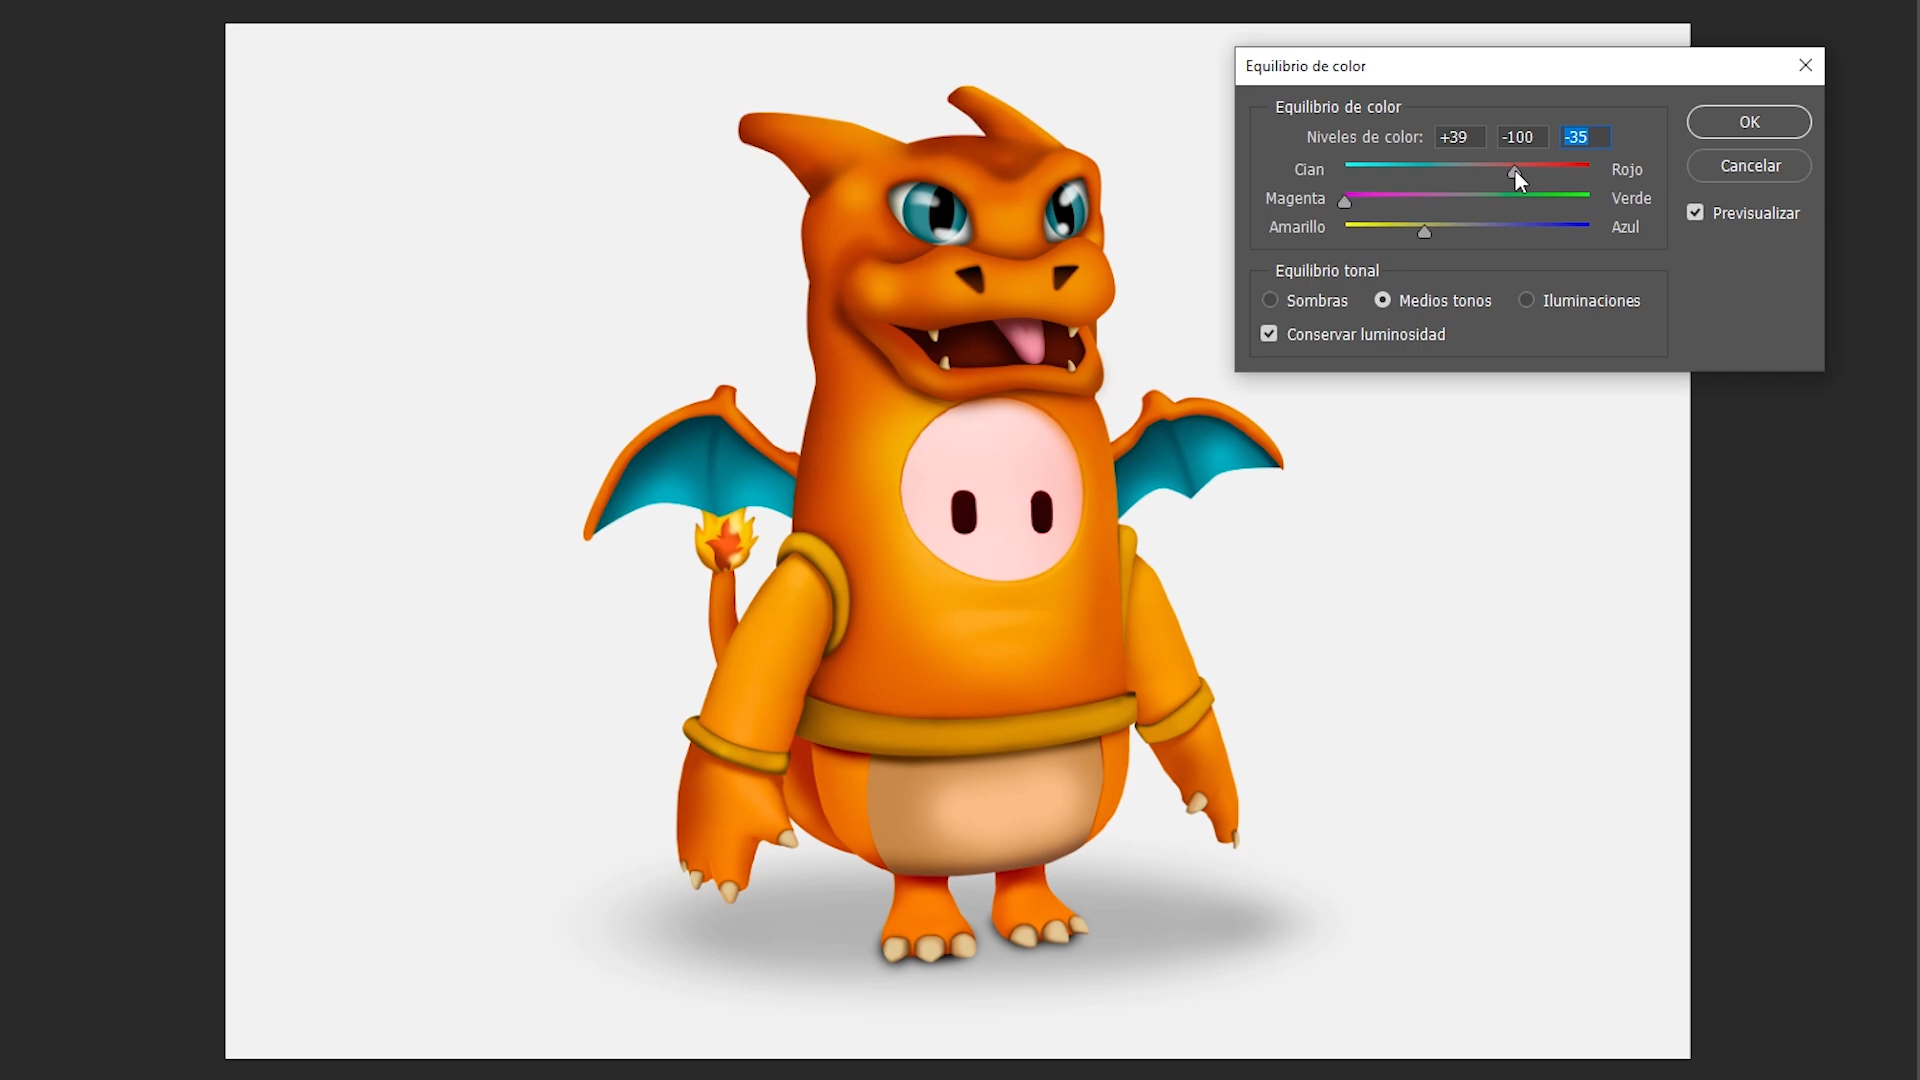 Equilibrio de color
Equilibrio de color
Niveles de color: +39 -100 -35
Cian Rojo
Magenta Verde
Amarillo Azul
Equilibrio tonal
Sombras Medios tonos Iluminaciones
Conservar luminosidad
OK
Cancelar
Previsualizar